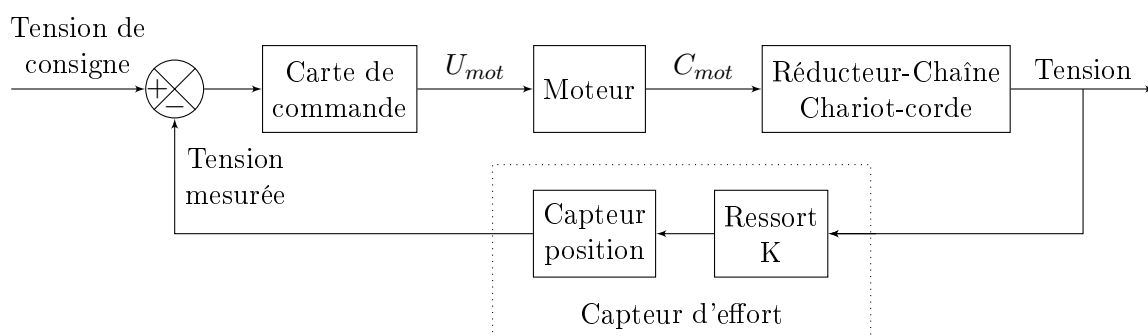 Tension de
consigne
+
−
Carte de
commande
U_mot
Moteur
C_mot
Réducteur-Chaîne
Chariot-corde
Tension
Tension
mesurée
Capteur
position
Ressort
K
Capteur d'effort